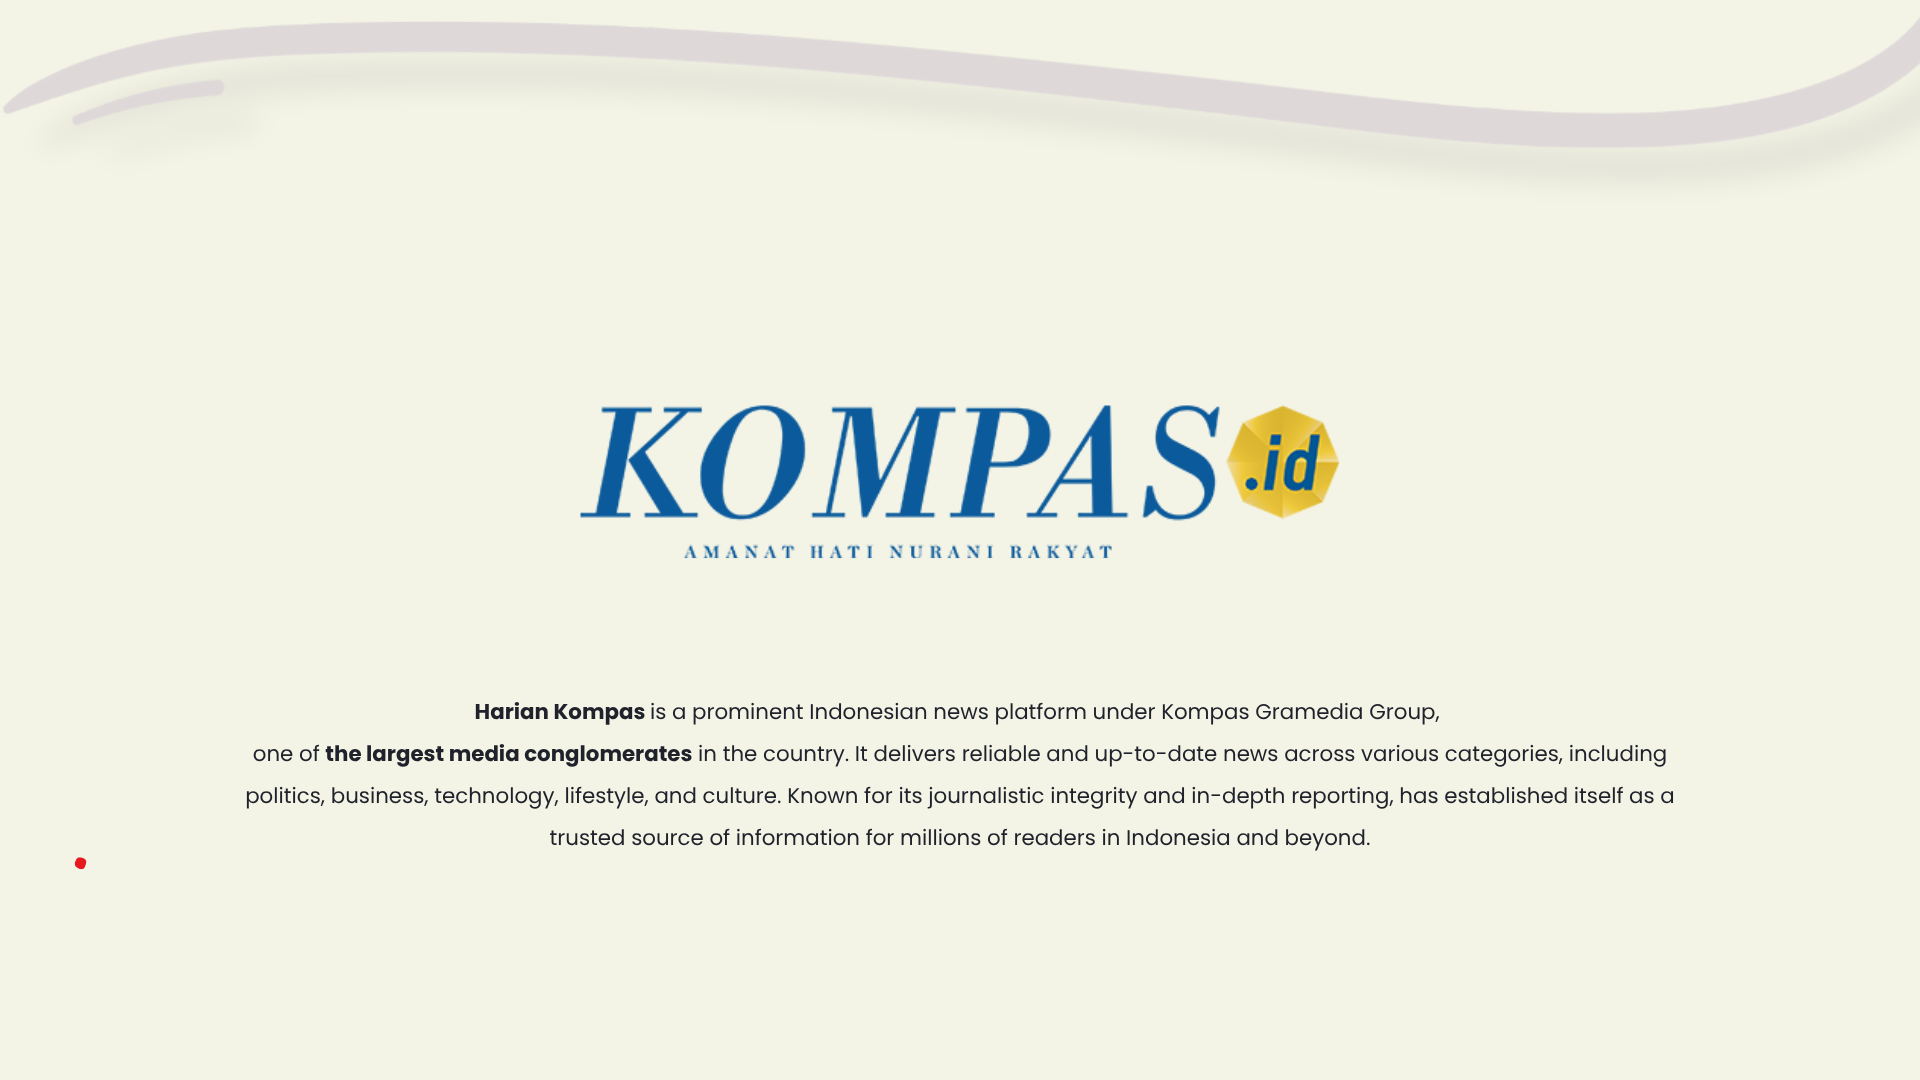 KOMPAS.id
AMANAT HATI NURANI RAKYAT
Harian Kompas is a prominent Indonesian news platform under Kompas Gramedia Group,
one of the largest media conglomerates in the country. It delivers reliable and up-to-date news across various categories, including
politics, business, technology, lifestyle, and culture. Known for its journalistic integrity and in-depth reporting, has established itself as a
trusted source of information for millions of readers in Indonesia and beyond.